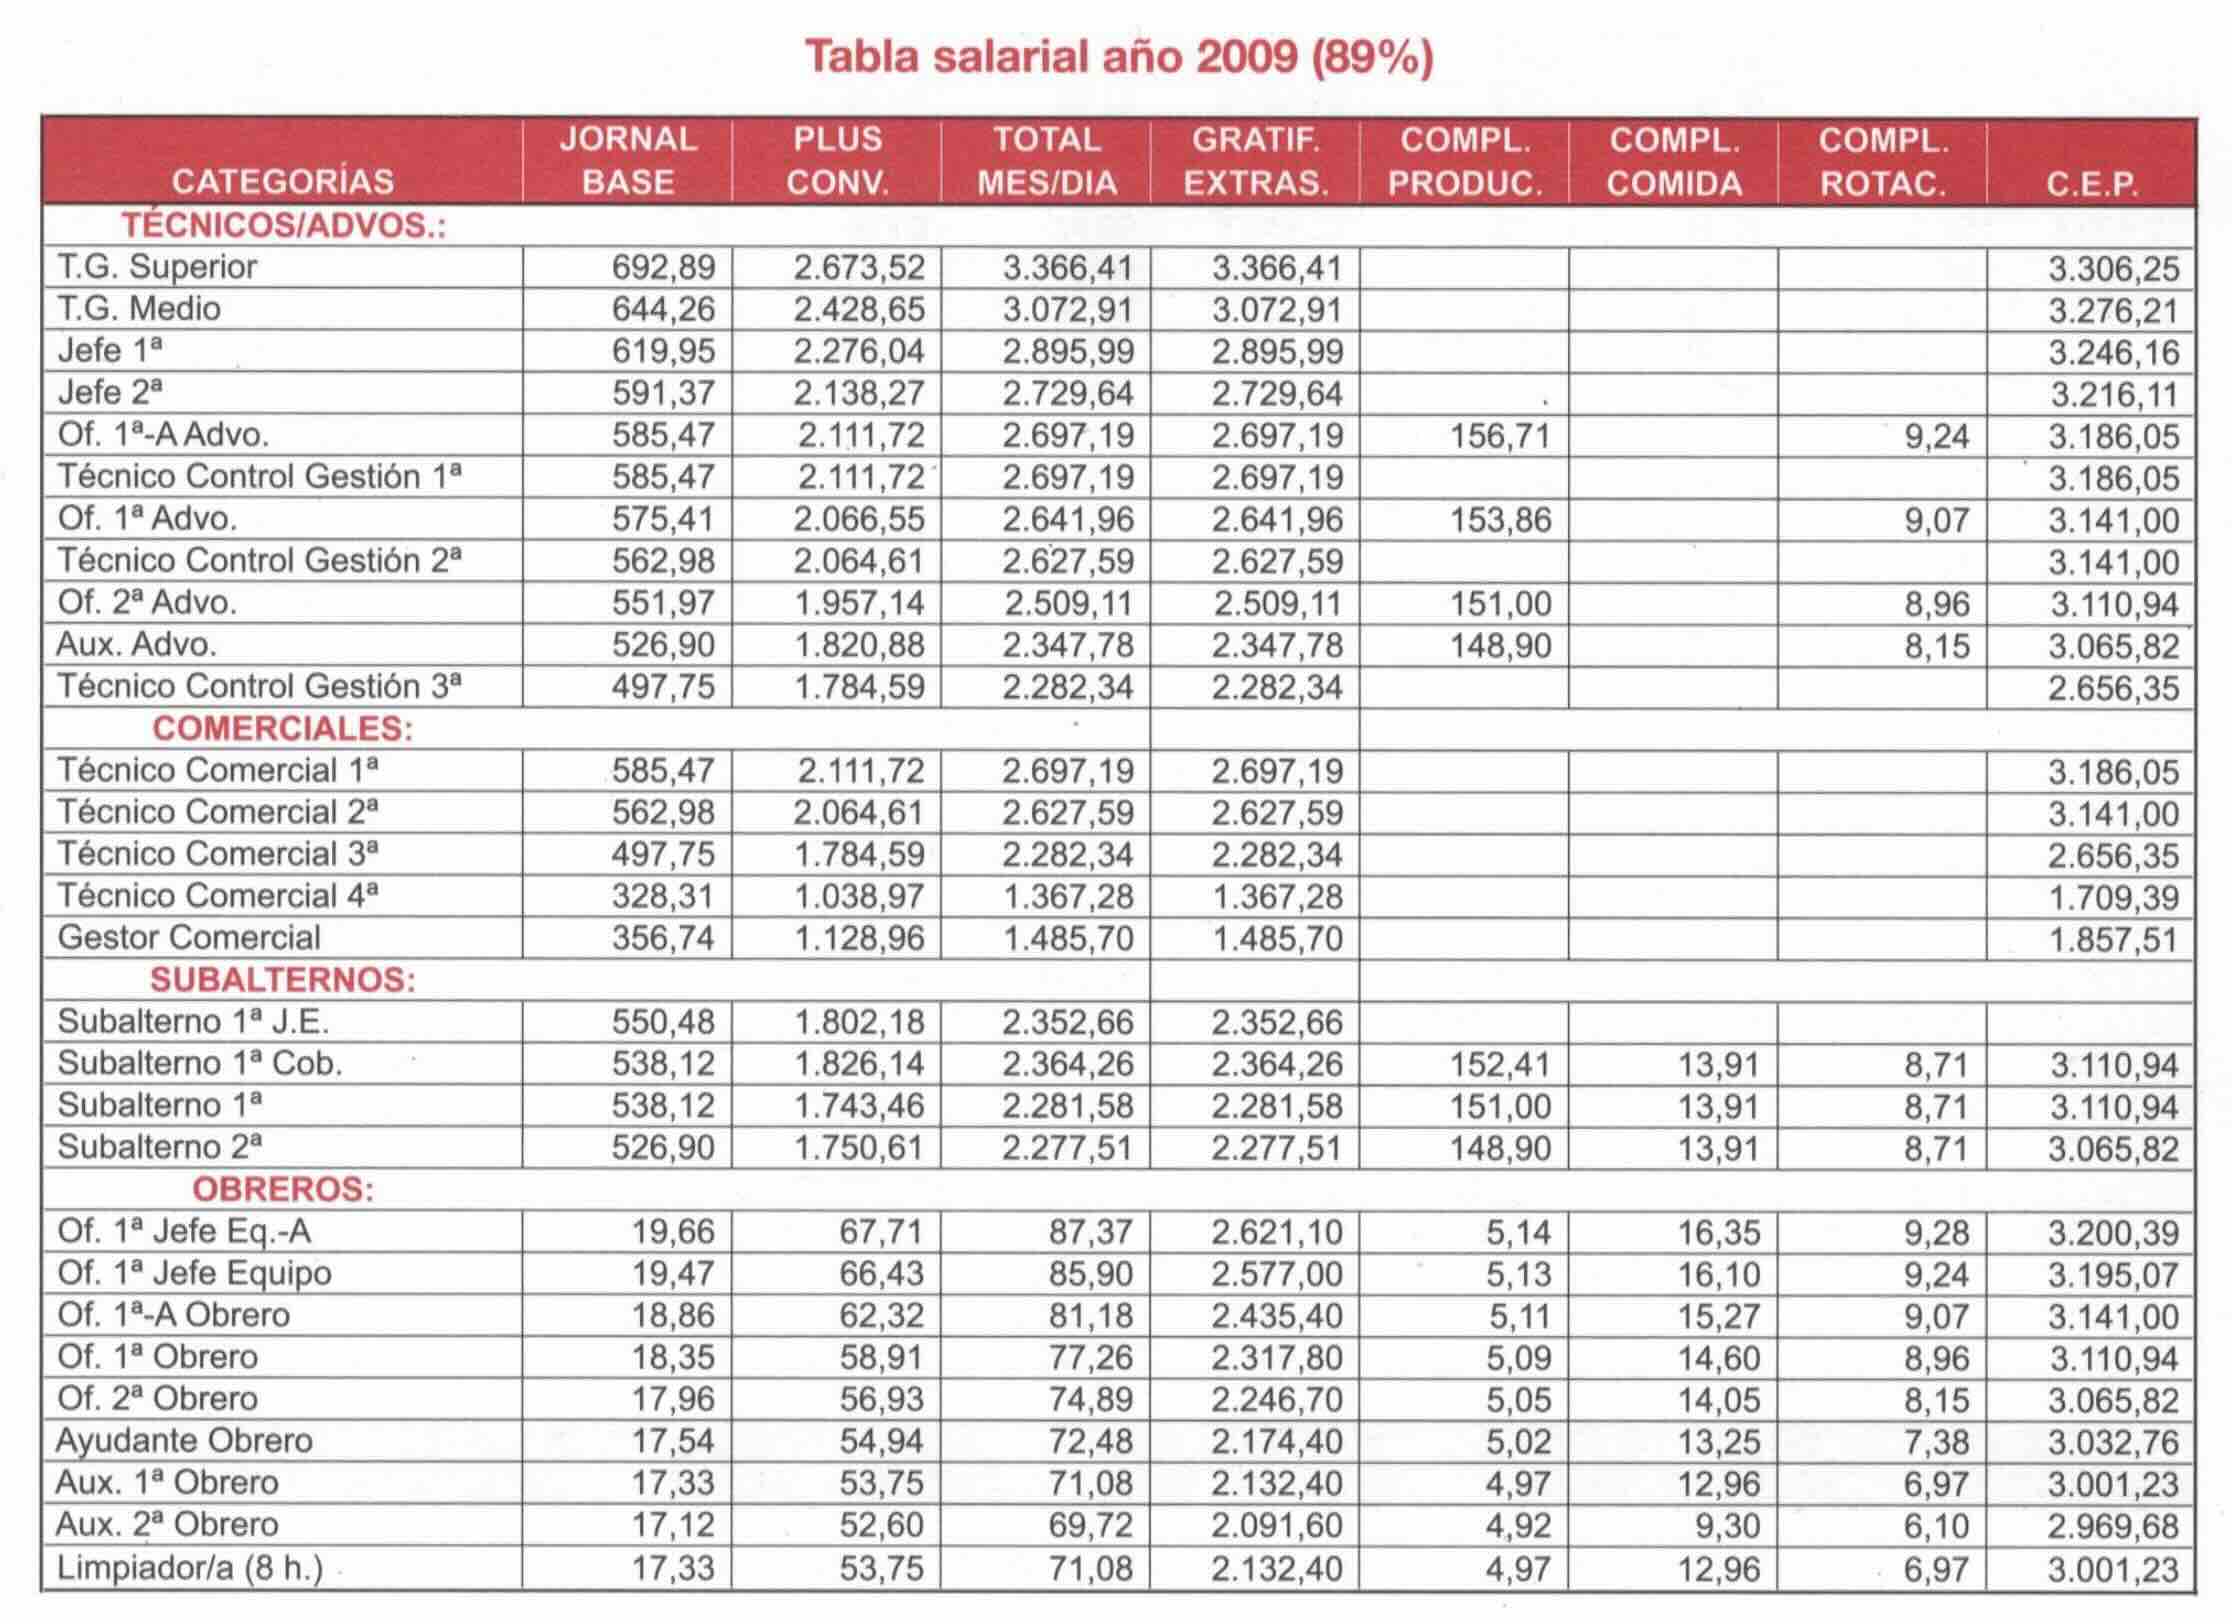 Tabla salarial año 2009 (89%)
CATEGORÍAS JORNAL BASE PLUS CONV. TOTAL MES/DIA GRATIF. EXTRAS. COMPL. PRODUC. COMPL. COMIDA COMPL. ROTAC. C.E.P.
TÉCNICOS/ADVOS.:
T.G. Superior 692,89 2.673,52 3.366,41 3.366,41 3.306,25
T.G. Medio 644,26 2.428,65 3.072,91 3.072,91 3.276,21
Jefe 1ª 619,95 2.276,04 2.895,99 2.895,99 3.246,16
Jefe 2ª 591,37 2.138,27 2.729,64 2.729,64 3.216,11
Of. 1ª-A Advo. 585,47 2.111,72 2.697,19 2.697,19 156,71 9,24 3.186,05
Técnico Control Gestión 1ª 585,47 2.111,72 2.697,19 2.697,19 3.186,05
Of. 1ª Advo. 575,41 2.066,55 2.641,96 2.641,96 153,86 9,07 3.141,00
Técnico Control Gestión 2ª 562,98 2.064,61 2.627,59 2.627,59 3.141,00
Of. 2ª Advo. 551,97 1.957,14 2.509,11 2.509,11 151,00 8,96 3.110,94
Aux. Advo. 526,90 1.820,88 2.347,78 2.347,78 148,90 8,15 3.065,82
Técnico Control Gestión 3ª 497,75 1.784,59 2.282,34 2.282,34 2.656,35
COMERCIALES:
Técnico Comercial 1ª 585,47 2.111,72 2.697,19 2.697,19 3.186,05
Técnico Comercial 2ª 562,98 2.064,61 2.627,59 2.627,59 3.141,00
Técnico Comercial 3ª 497,75 1.784,59 2.282,34 2.282,34 2.656,35
Técnico Comercial 4ª 328,31 1.038,97 1.367,28 1.367,28 1.709,39
Gestor Comercial 356,74 1.128,96 1.485,70 1.485,70 1.857,51
SUBALTERNOS:
Subalterno 1ª J.E. 550,48 1.802,18 2.352,66 2.352,66
Subalterno 1ª Cob. 538,12 1.826,14 2.364,26 2.364,26 152,41 13,91 8,71 3.110,94
Subalterno 1ª 538,12 1.743,46 2.281,58 2.281,58 151,00 13,91 8,71 3.110,94
Subalterno 2ª 526,90 1.750,61 2.277,51 2.277,51 148,90 13,91 8,71 3.065,82
OBREROS:
Of. 1ª Jefe Eq.-A 19,66 67,71 87,37 2.621,10 5,14 16,35 9,28 3.200,39
Of. 1ª Jefe Equipo 19,47 66,43 85,90 2.577,00 5,13 16,10 9,24 3.195,07
Of. 1ª-A Obrero 18,86 62,32 81,18 2.435,40 5,11 15,27 9,07 3.141,00
Of. 1ª Obrero 18,35 58,91 77,26 2.317,80 5,09 14,60 8,96 3.110,94
Of. 2ª Obrero 17,96 56,93 74,89 2.246,70 5,05 14,05 8,15 3.065,82
Ayudante Obrero 17,54 54,94 72,48 2.174,40 5,02 13,25 7,38 3.032,76
Aux. 1ª Obrero 17,33 53,75 71,08 2.132,40 4,97 12,96 6,97 3.001,23
Aux. 2ª Obrero 17,12 52,60 69,72 2.091,60 4,92 9,30 6,10 2.969,68
Limpiador/a (8 h.) 17,33 53,75 71,08 2.132,40 4,97 12,96 6,97 3.001,23